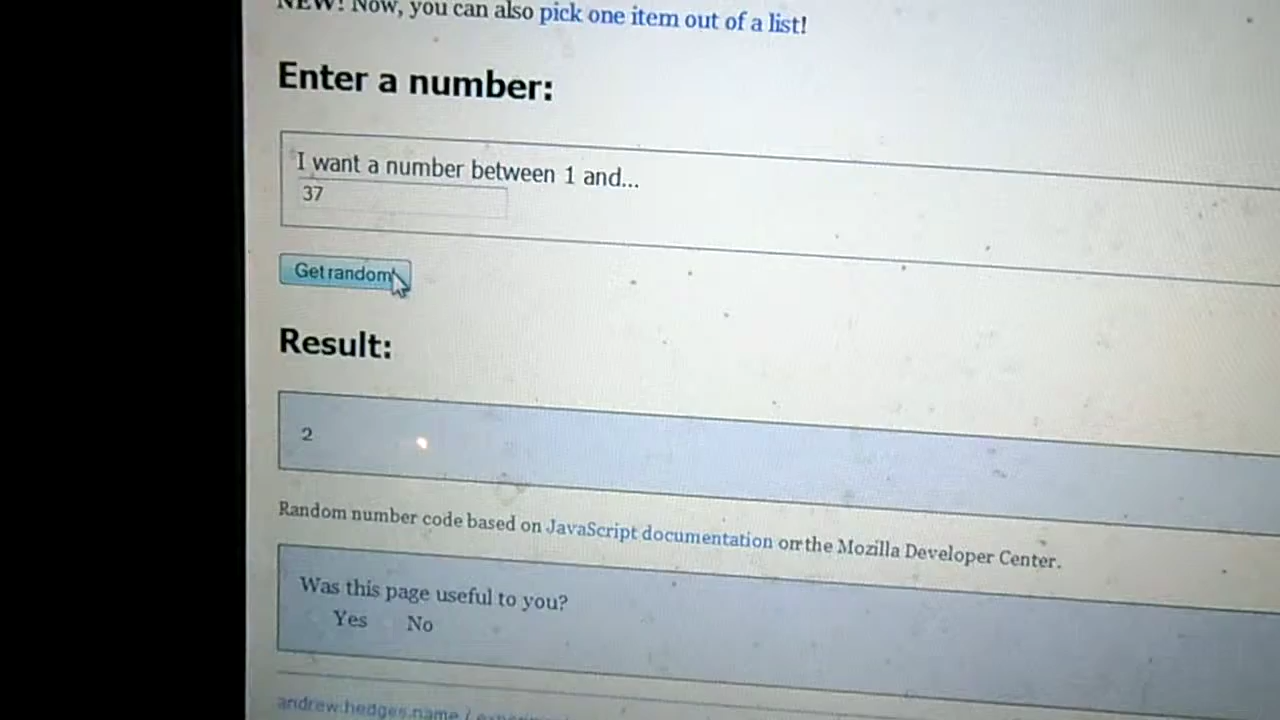 NEW! Now, you can also pick one item out of a list!
Enter a number:
I want a number between 1 and...
37
Get random!
Result:
2
Random number code based on JavaScript documentation on the Mozilla Developer Center.
Was this page useful to you?
Yes No
andrew.hedges.name /